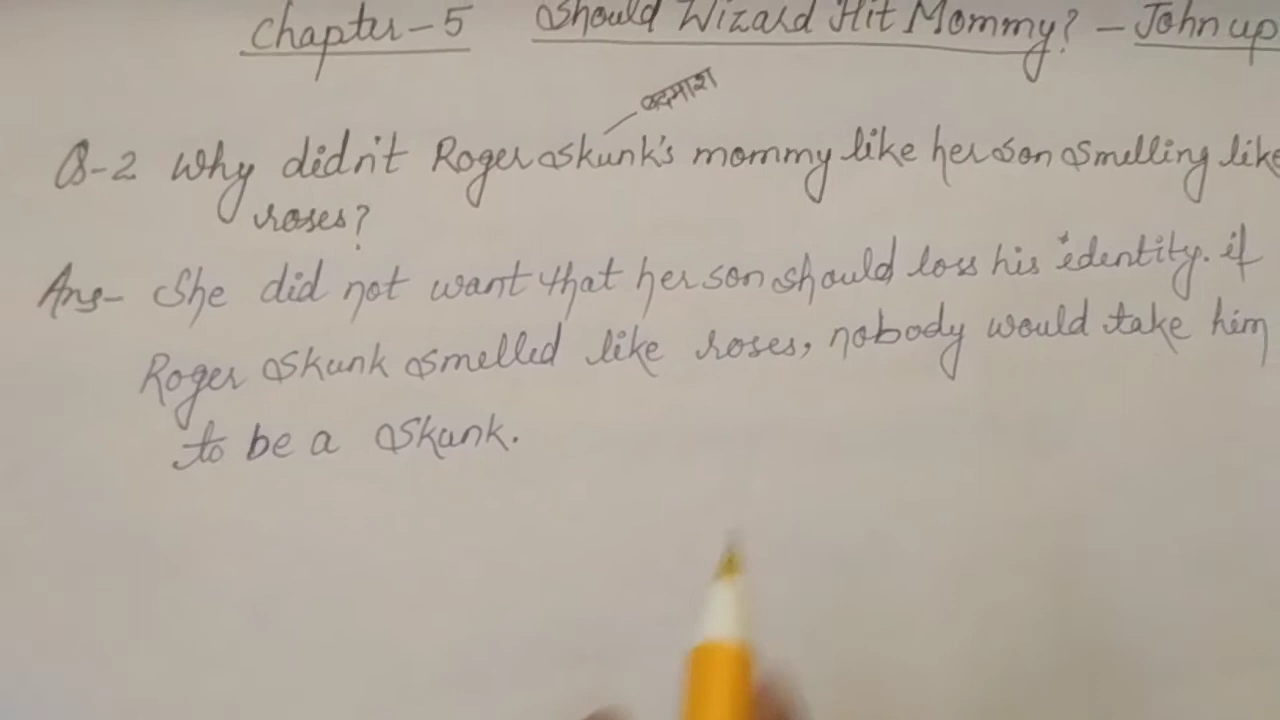 Chapter-5 Should Wizard Hit Mommy? - John up
बदमाश
Q-2 Why didn't Roger Skunk's mommy like her son smelling like
roses?
Ans- She did not want that her son should loss his identity. if
Roger Skunk smelled like roses, nobody would take him
to be a skunk.